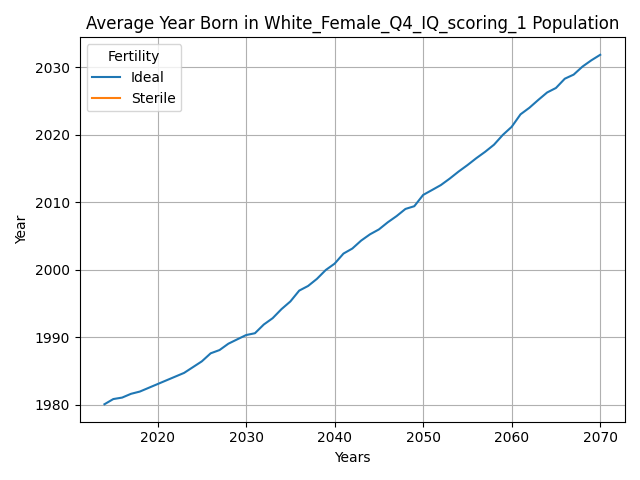 Average Year Born in White_Female_Q4_IQ_scoring_1 Population
Fertility
Ideal
Sterile
Year
2030
2020
2010
2000
1990
1980
2020 2030 2040 2050 2060 2070
Years